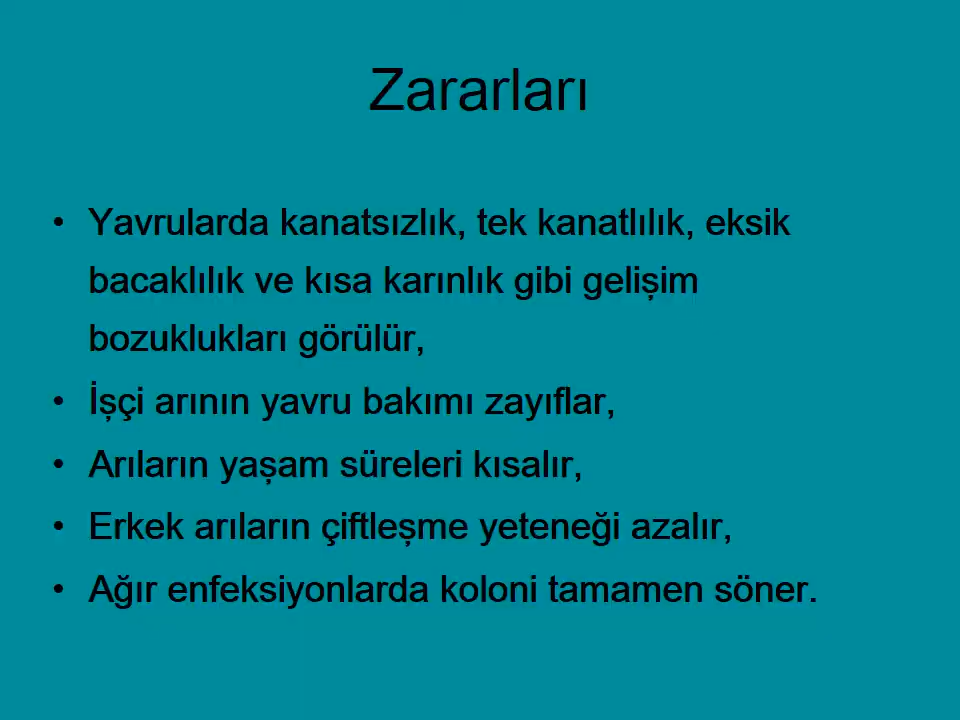 Zararları
• Yavrularda kanatsızlık, tek kanatlılık, eksik
bacaklılık ve kısa karınlık gibi gelişim
bozuklukları görülür,
• İşçi arının yavru bakımı zayıflar,
• Arıların yaşam süreleri kısalır,
• Erkek arıların çiftleşme yeteneği azalır,
• Ağır enfeksiyonlarda koloni tamamen söner.